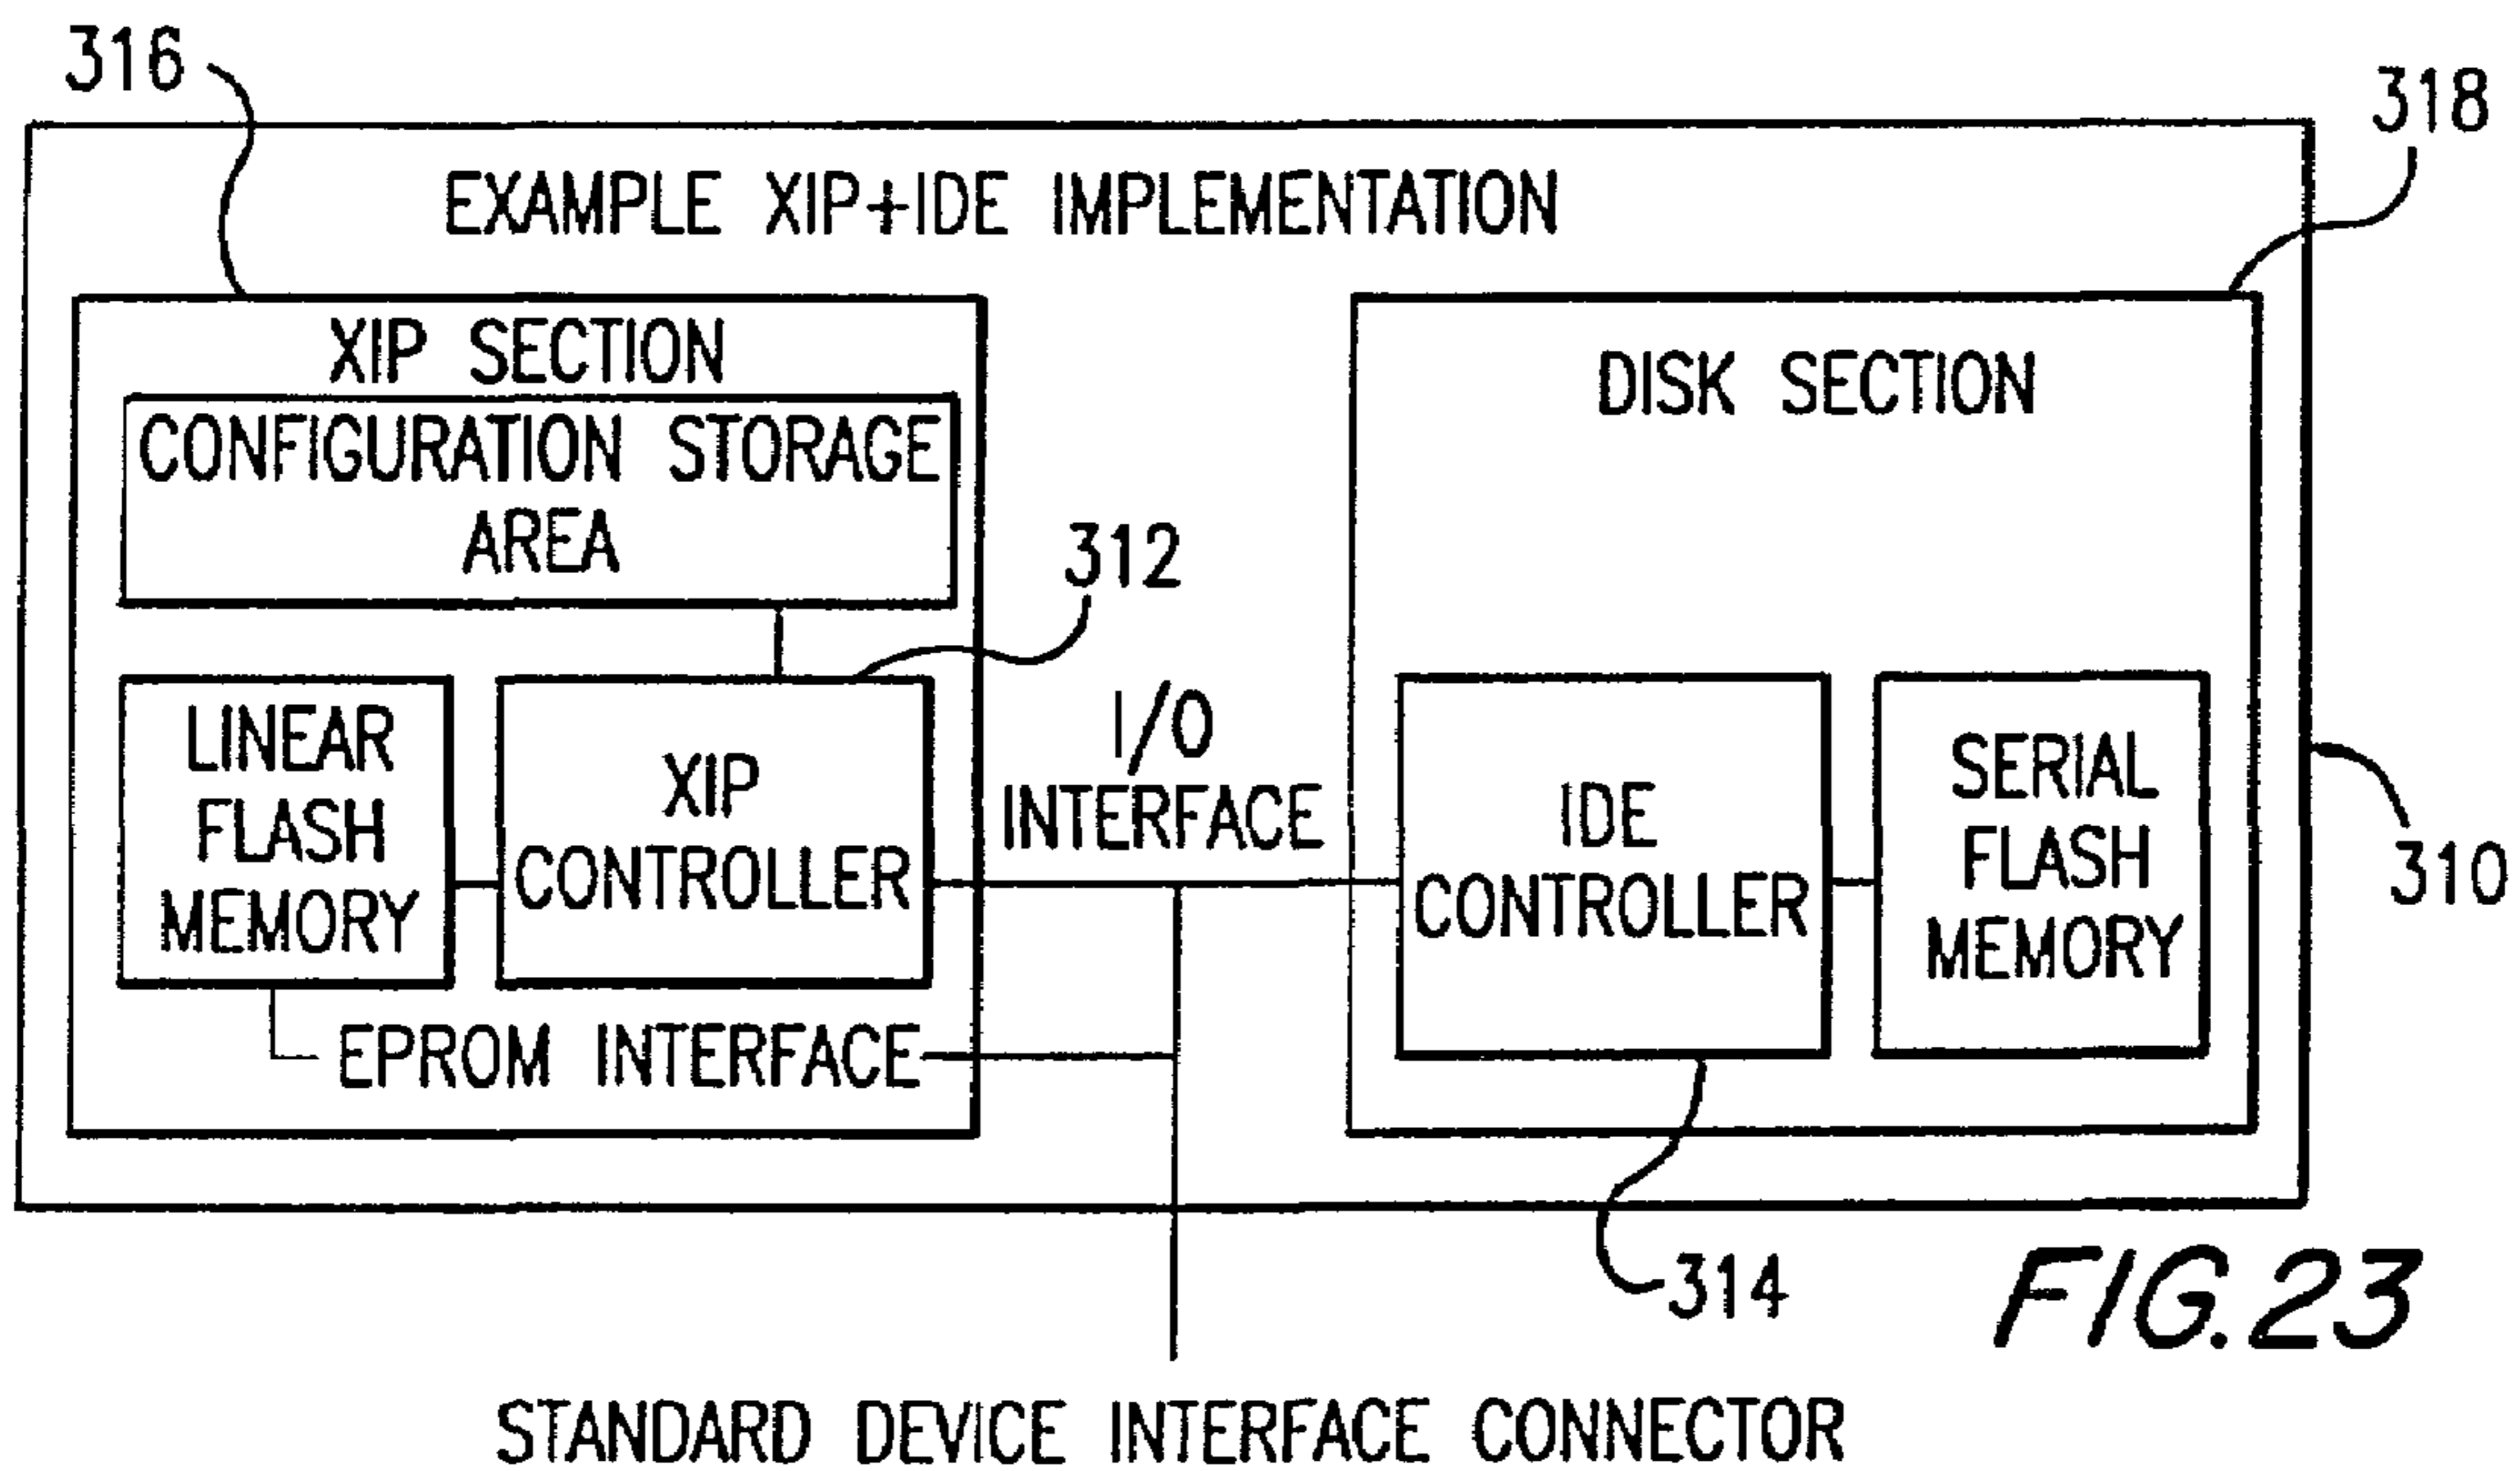 316
318
EXAMPLE XIP+IDE IMPLEMENTATION
XIP SECTION
CONFIGURATION STORAGE
AREA
312
LINEAR
FLASH
MEMORY
XIP
CONTROLLER
EPROM INTERFACE
I/O
INTERFACE
DISK SECTION
IDE
CONTROLLER
SERIAL
FLASH
MEMORY
310
314
FIG.23
STANDARD DEVICE INTERFACE CONNECTOR